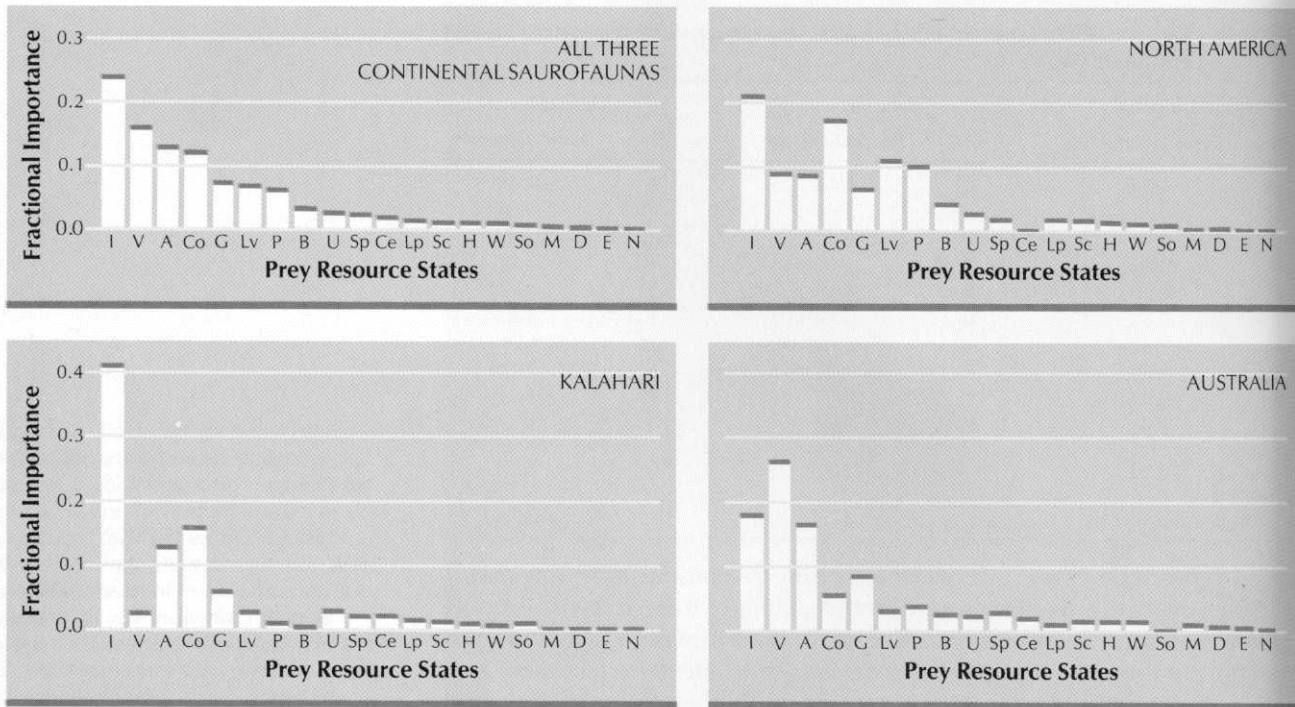 Fractional Importance
0.3
0.2
0.1
0.0
ALL THREE
CONTINENTAL SAUROFAUNAS
I V A Co G Lv P B U Sp Ce Lp Sc H W So M D E N
Prey Resource States
NORTH AMERICA
I V A Co G Lv P B U Sp Ce Lp Sc H W So M D E N
Prey Resource States
Fractional Importance
0.4
0.3
0.2
0.1
0.0
KALAHARI
I V A Co G Lv P B U Sp Ce Lp Sc H W So M D E N
Prey Resource States
AUSTRALIA
I V A Co G Lv P B U Sp Ce Lp Sc H W So M D E N
Prey Resource States